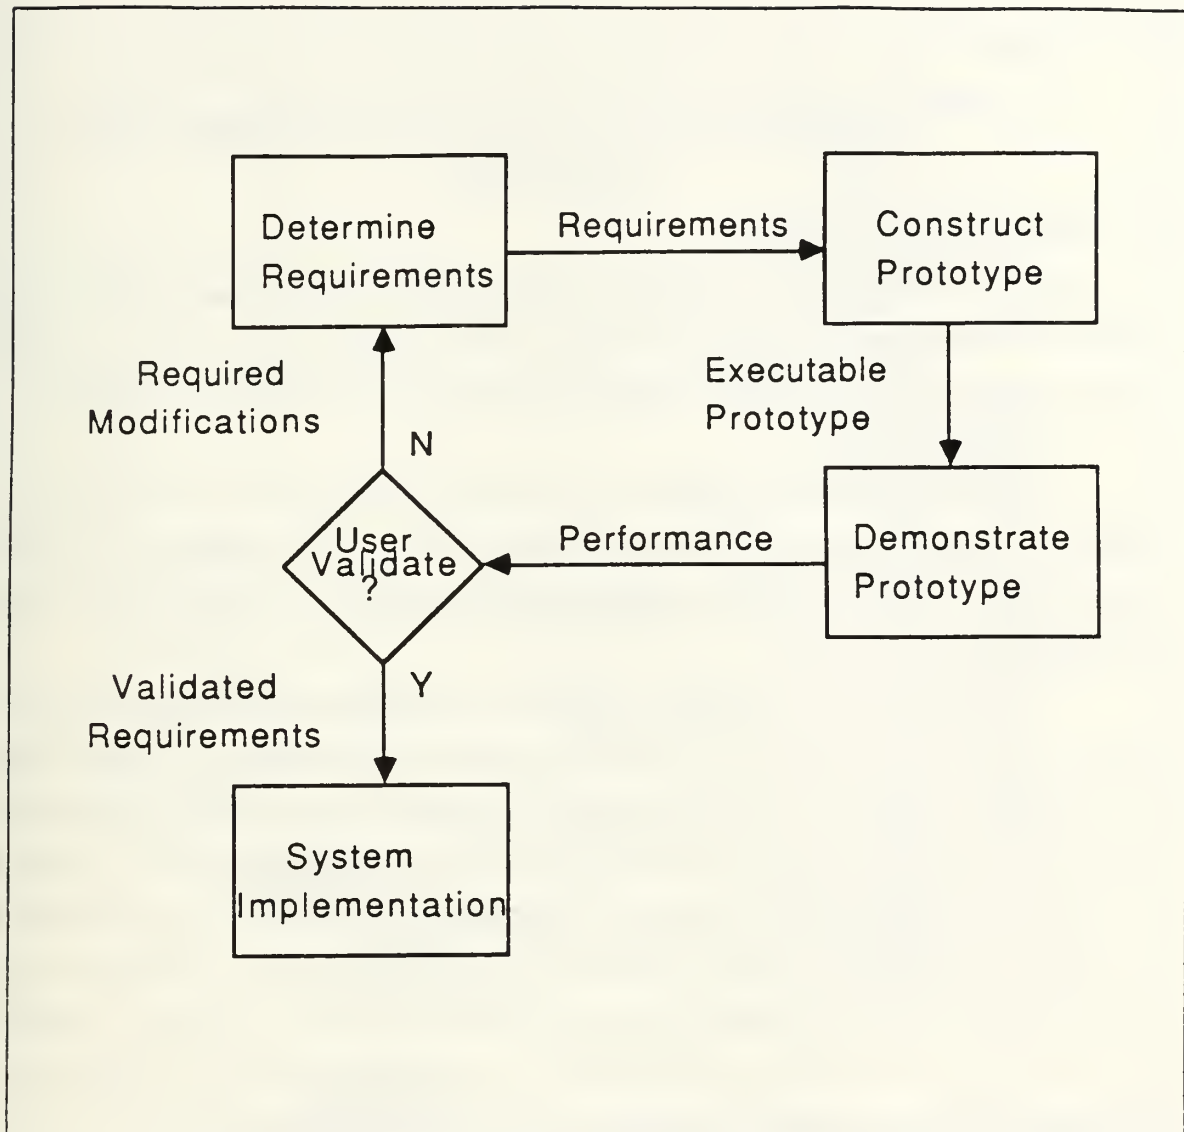 Determine
Requirements
Requirements
Construct
Prototype
Required
Modifications
N
Executable
Prototype
User
Validate
?
Performance
Demonstrate
Prototype
Validated
Requirements
Y
System
Implementation